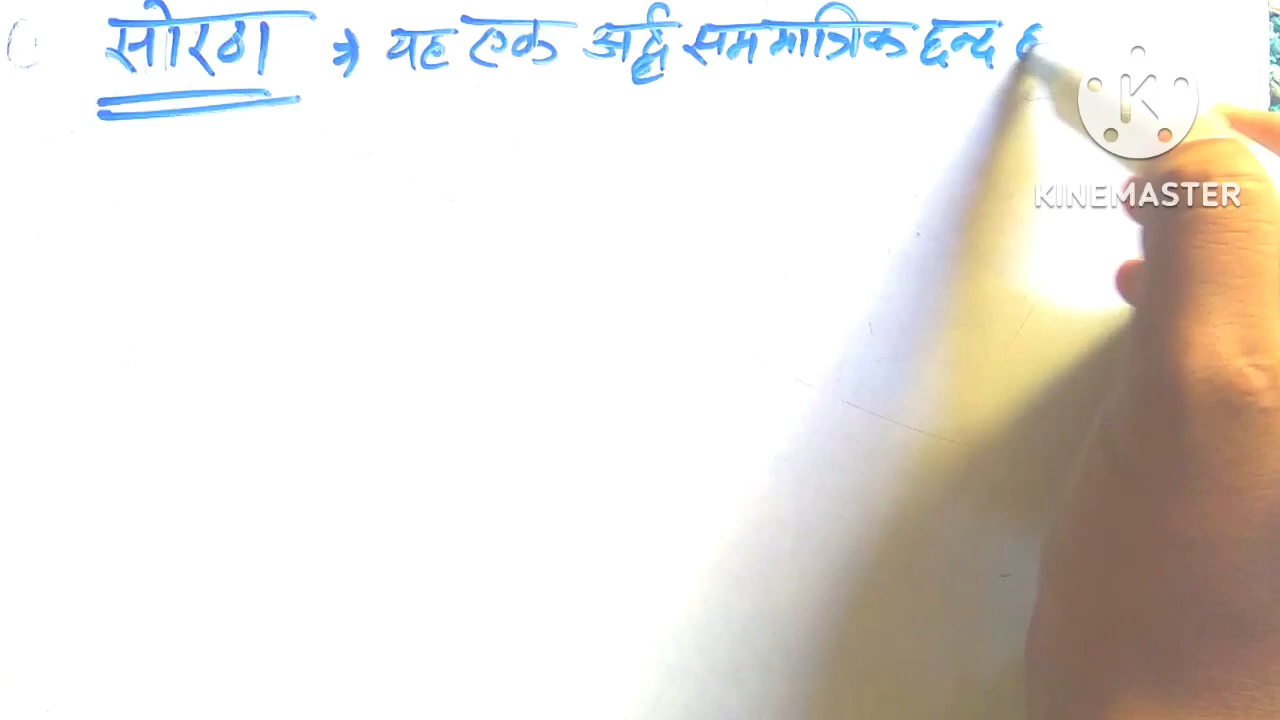 सोरठा → यह एक अर्द्ध सममात्रिक छन्द
KINEMASTER